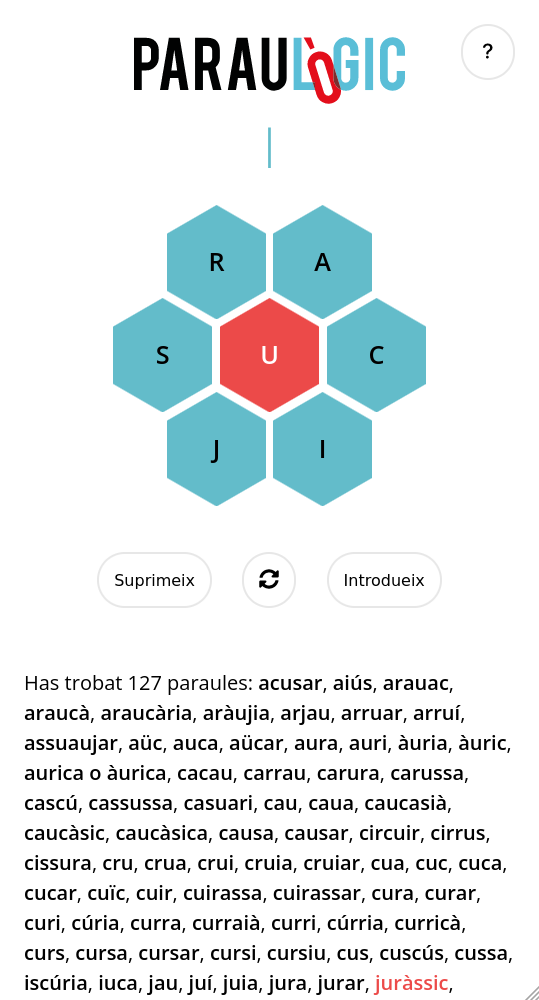 PARAULÒGIC
?
R A
S U C
J I
Suprimeix Introdueix
Has trobat 127 paraules: acusar, aiús, arauac,
araucà, araucària, aràujia, arjau, arruar, arruí,
assuaujar, aüc, auca, aücar, aura, auri, àuria, àuric,
aurica o àurica, cacau, carrau, carura, carussa,
cascú, cassussa, casuari, cau, caua, caucasià,
caucàsic, caucàsica, causa, causar, circuir, cirrus,
cissura, cru, crua, crui, cruia, cruiar, cua, cuc, cuca,
cucar, cuïc, cuir, cuirassa, cuirassar, cura, curar,
curi, cúria, curra, curraià, curri, cúrria, curricà,
curs, cursa, cursar, cursi, cursiu, cus, cuscús, cussa,
iscúria, iuca, jau, juí, juia, jura, jurar, juràssic,